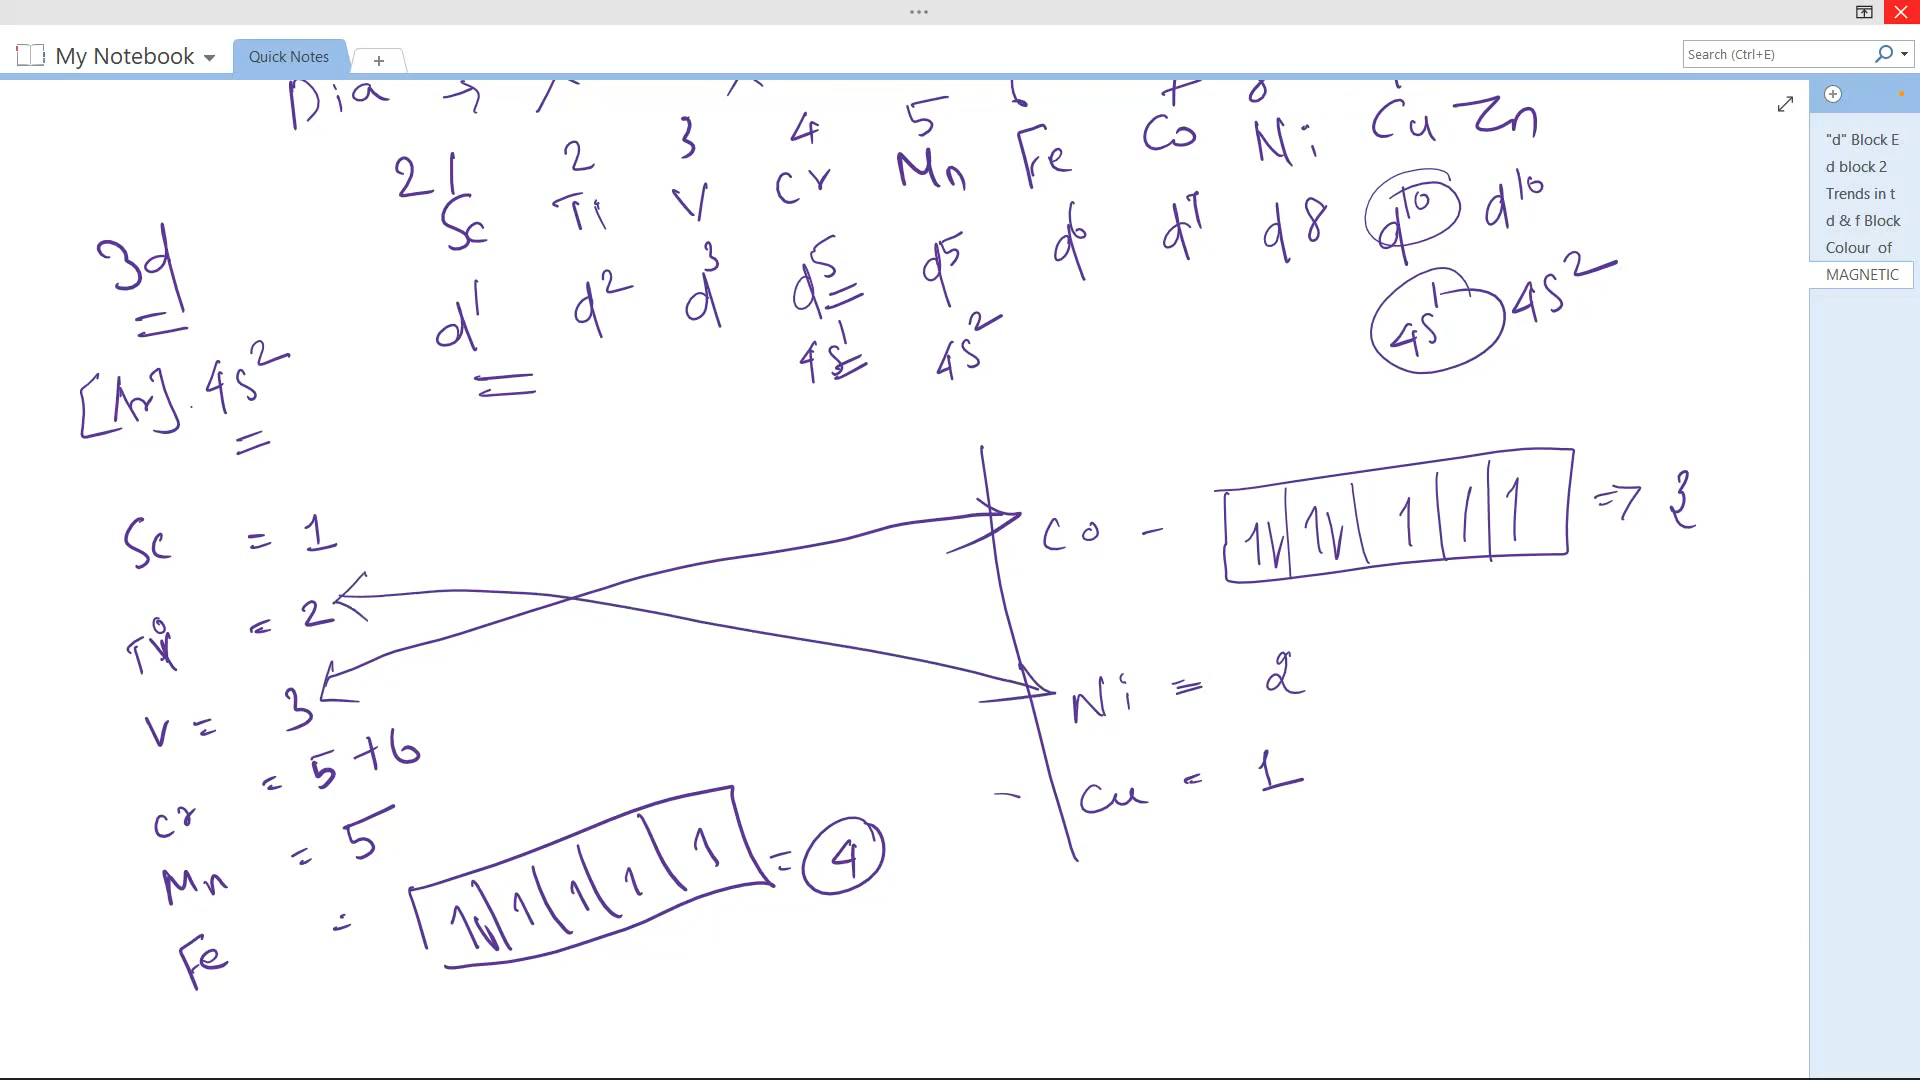 My Notebook
Quick Notes
+
Search (Ctrl+E)
"d" Block E
d block 2
Trends in t
d & f Block
Colour of
MAGNETIC
Dia →
2 3 4 5 6 7 8
21 Sc Ti V Cr Mn Fe Co Ni Cu Zn
3d
d¹ d² d³ d⁵ d⁵ d⁶ d⁷ d8 d¹⁰ d¹⁰
[Ar] 4s²
4s¹ 4s² 4s¹ 4s²
Sc = 1
Ti = 2
V = 3
Cr = 5+6
Mn = 5
Fe = 1v 1 1 1 1 = 4
Co - 1v 1v 1 1 1 => 3
Ni = 2
- Cu = 1